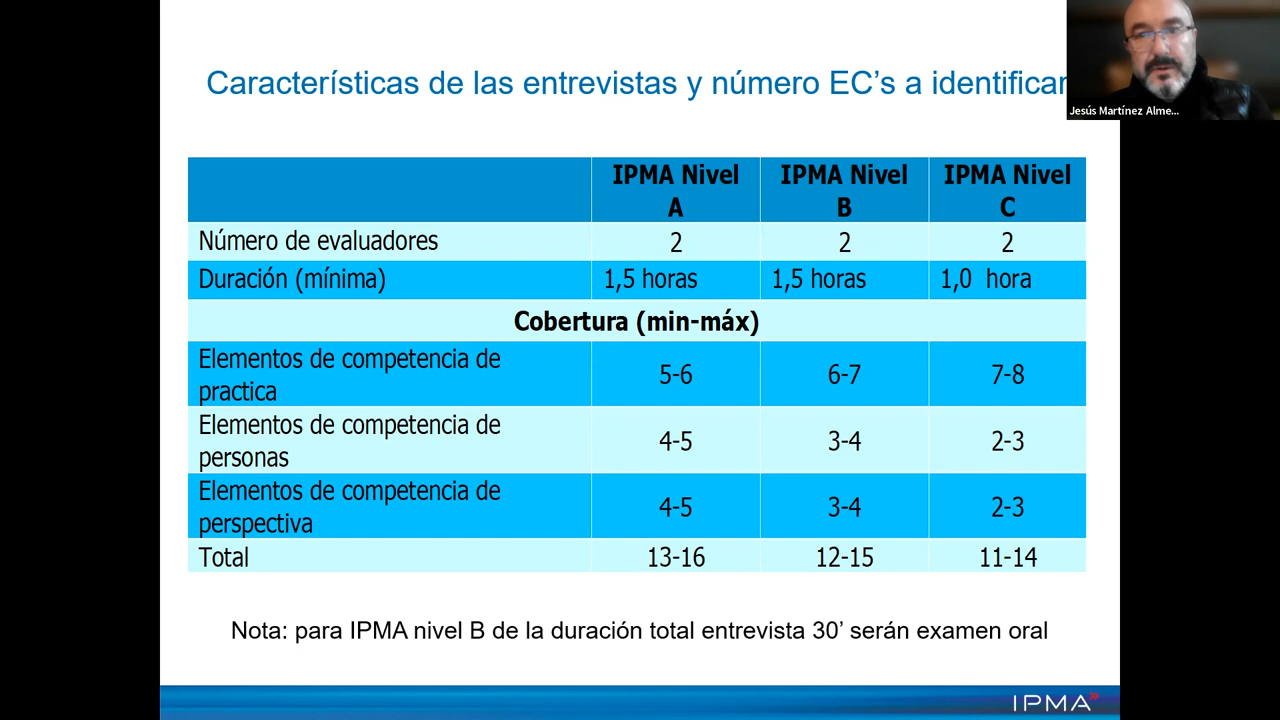 Características de las entrevistas y número EC's a identificar
Jesús Martínez Alme...
IPMA Nivel A IPMA Nivel B IPMA Nivel C
Número de evaluadores 2 2 2
Duración (mínima) 1,5 horas 1,5 horas 1,0 hora
Cobertura (min-máx)
Elementos de competencia de
practica 5-6 6-7 7-8
Elementos de competencia de
personas 4-5 3-4 2-3
Elementos de competencia de
perspectiva 4-5 3-4 2-3
Total 13-16 12-15 11-14
Nota: para IPMA nivel B de la duración total entrevista 30’ serán examen oral
IPMA